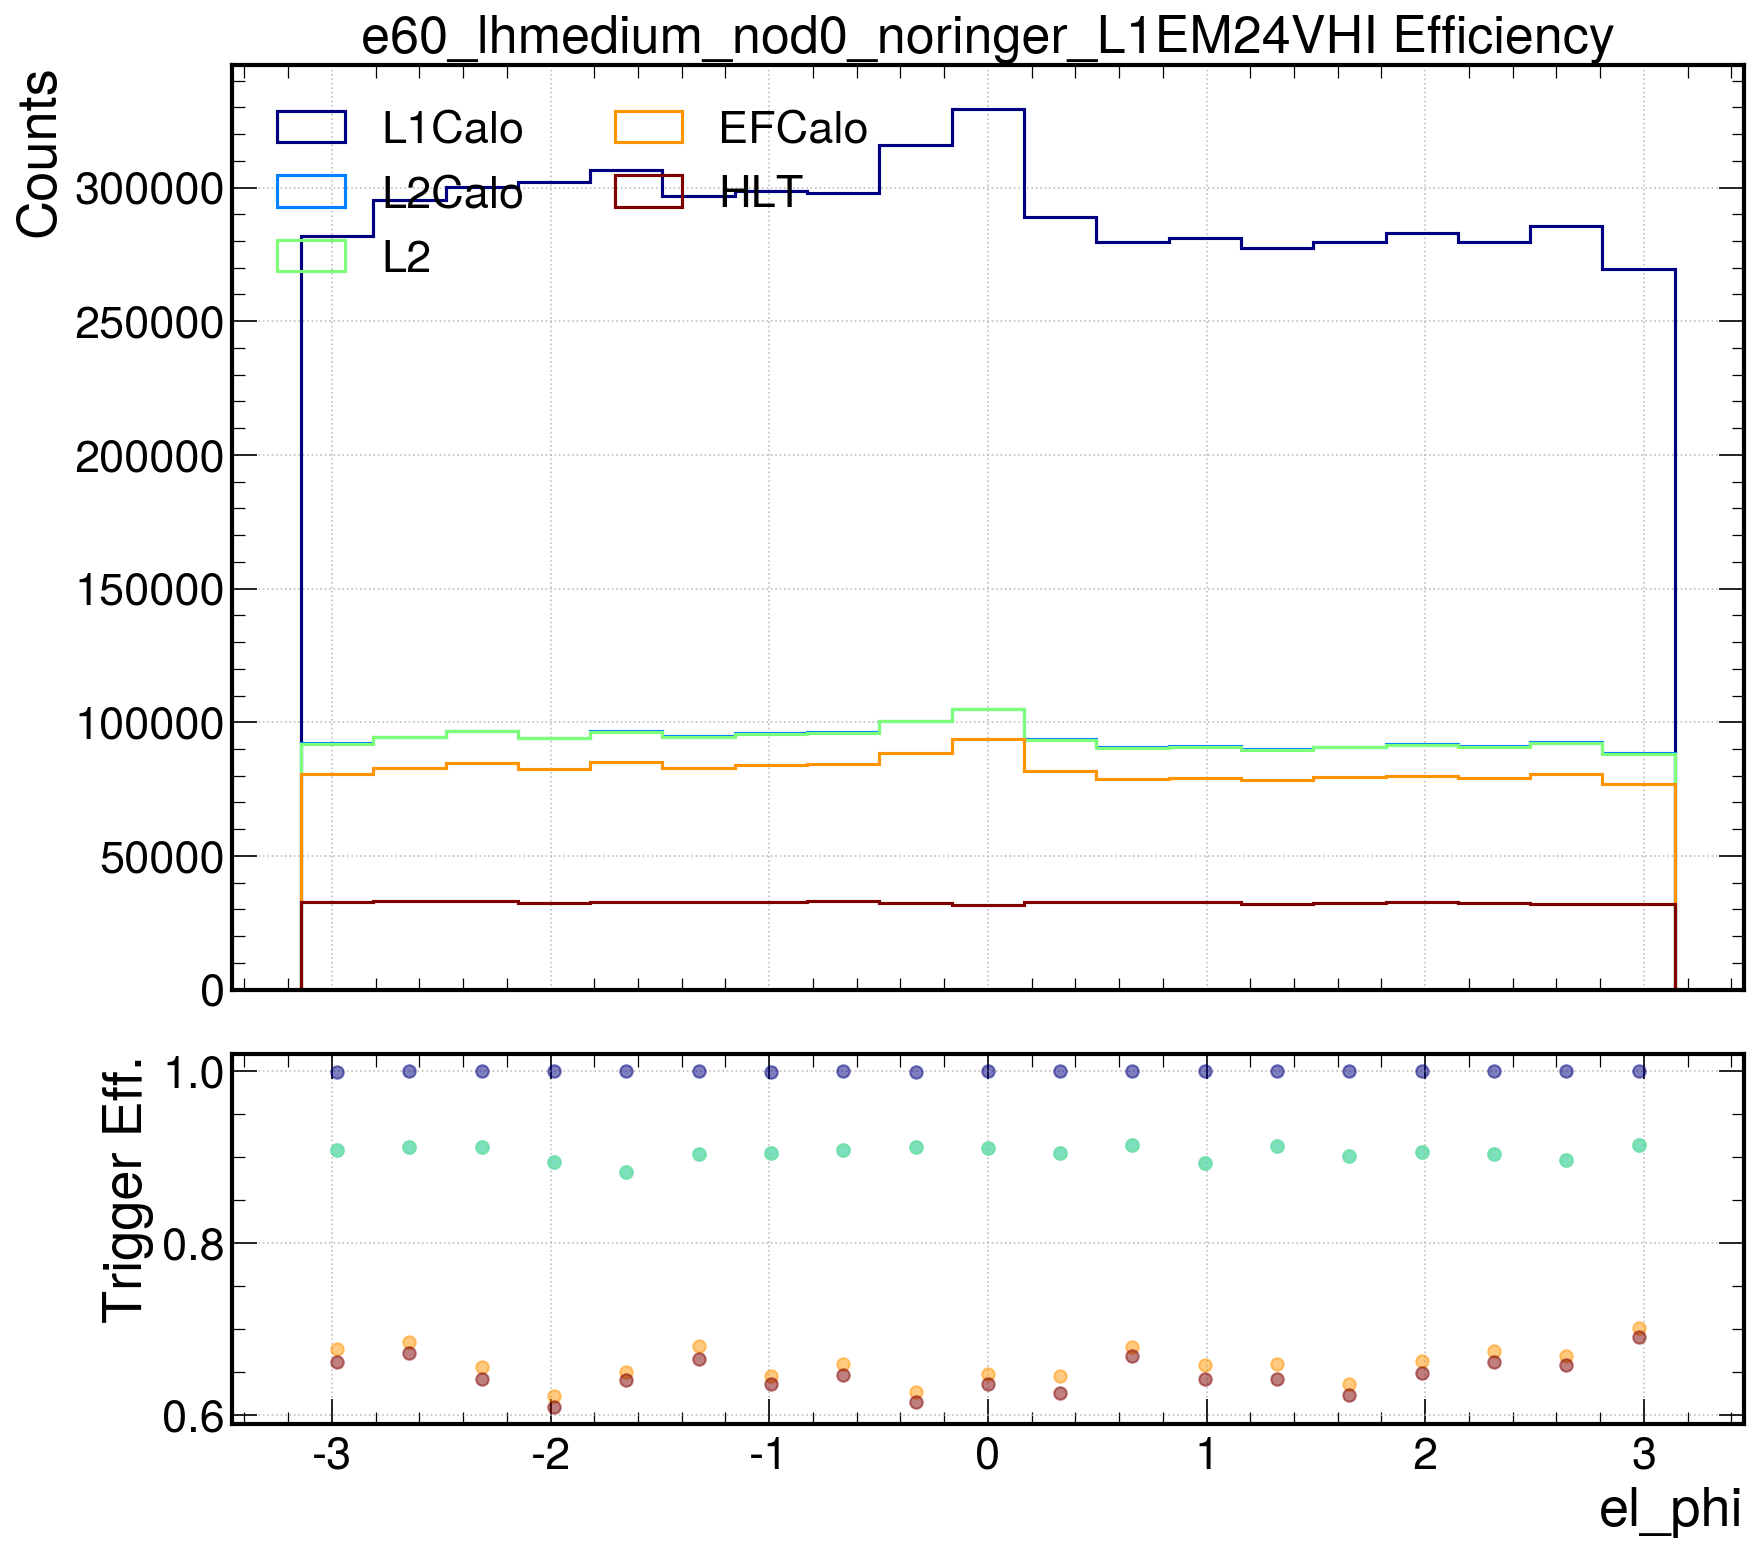 e60_lhmedium_nod0_noringer_L1EM24VHI Efficiency
Counts
L1Calo
L2Calo
L2
EFCalo
HLT
300000
250000
200000
150000
100000
50000
0
Trigger Eff.
1.0
0.8
0.6
-3 -2 -1 0 1 2 3
el_phi